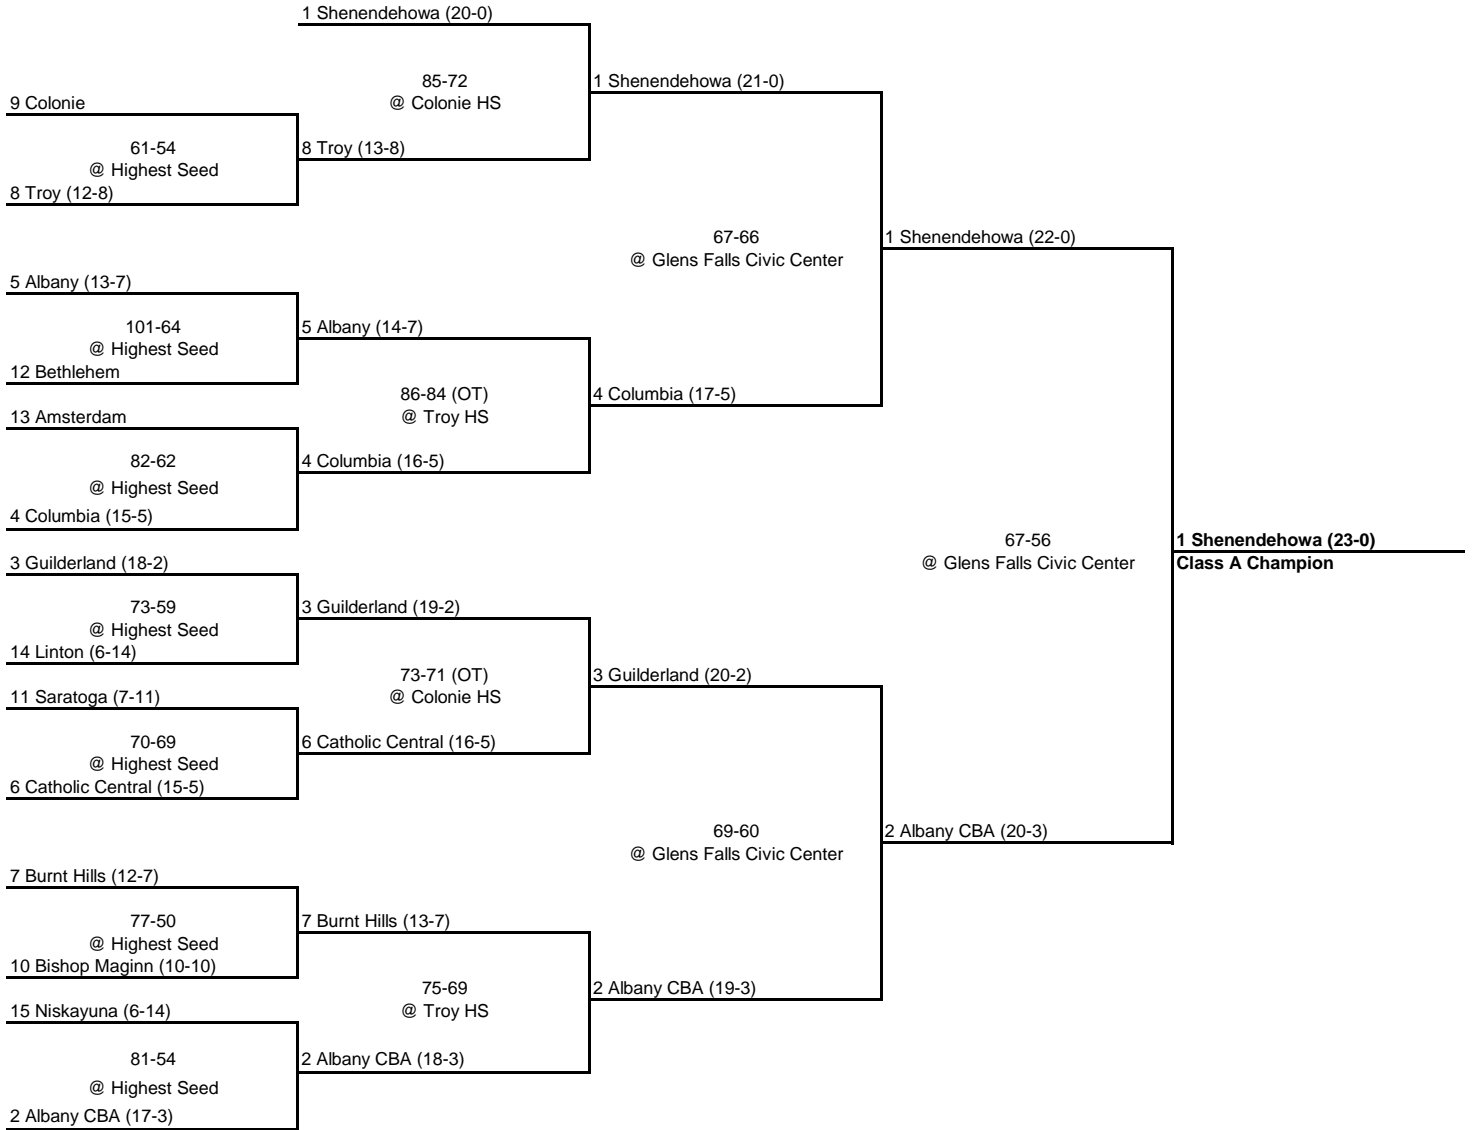 1 Shenendehowa (20-0)
85-72
@ Colonie HS
1 Shenendehowa (21-0)
9 Colonie
61-54
@ Highest Seed
8 Troy (13-8)
8 Troy (12-8)
67-66
@ Glens Falls Civic Center
1 Shenendehowa (22-0)
5 Albany (13-7)
101-64
@ Highest Seed
5 Albany (14-7)
12 Bethlehem
86-84 (OT)
@ Troy HS
4 Columbia (17-5)
13 Amsterdam
82-62
@ Highest Seed
4 Columbia (16-5)
4 Columbia (15-5)
67-56
@ Glens Falls Civic Center
1 Shenendehowa (23-0)
Class A Champion
3 Guilderland (18-2)
73-59
@ Highest Seed
3 Guilderland (19-2)
14 Linton (6-14)
73-71 (OT)
@ Colonie HS
3 Guilderland (20-2)
11 Saratoga (7-11)
70-69
@ Highest Seed
6 Catholic Central (16-5)
6 Catholic Central (15-5)
69-60
@ Glens Falls Civic Center
2 Albany CBA (20-3)
7 Burnt Hills (12-7)
77-50
@ Highest Seed
7 Burnt Hills (13-7)
10 Bishop Maginn (10-10)
75-69
@ Troy HS
2 Albany CBA (19-3)
15 Niskayuna (6-14)
81-54
@ Highest Seed
2 Albany CBA (18-3)
2 Albany CBA (17-3)